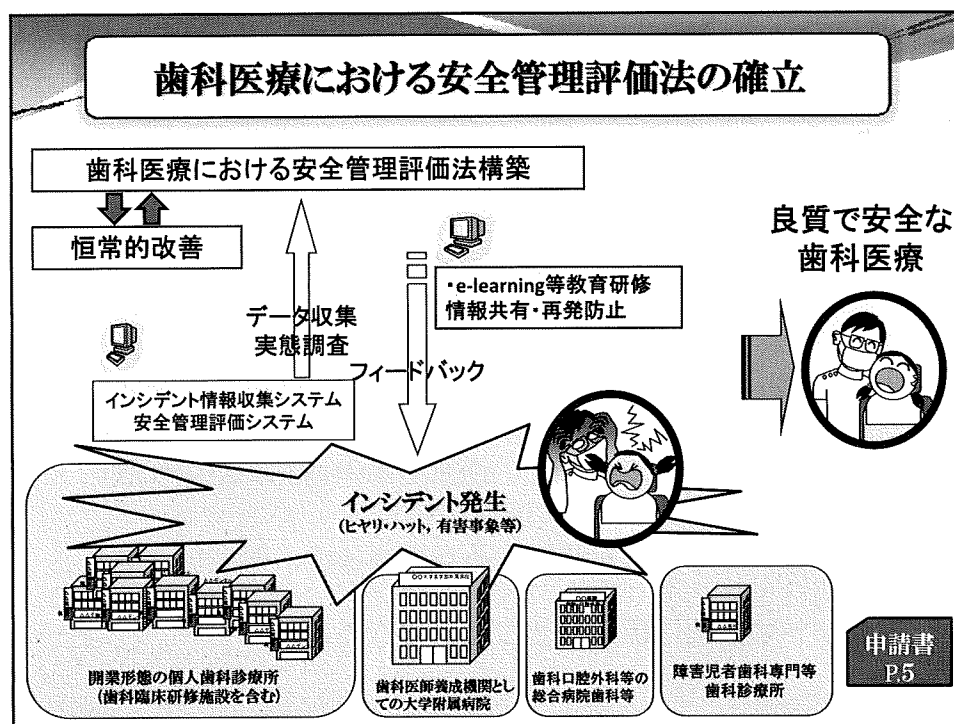 歯科医療における安全管理評価法の確立
歯科医療における安全管理評価法構築
恒常的改善
良質で安全な
歯科医療
・e-learning等教育研修
情報共有・再発防止
データ収集
実態調査
フィードバック
インシデント情報収集システム
安全管理評価システム
インシデント発生
(ヒヤリ・ハット, 有害事象等)
開業形態の個人歯科診療所
(歯科臨床研修施設を含む)
歯科医師養成機関とし
ての大学附属病院
歯科口腔外科等の
総合病院歯科等
障害児者歯科専門等
歯科診療所
申請書
P.5